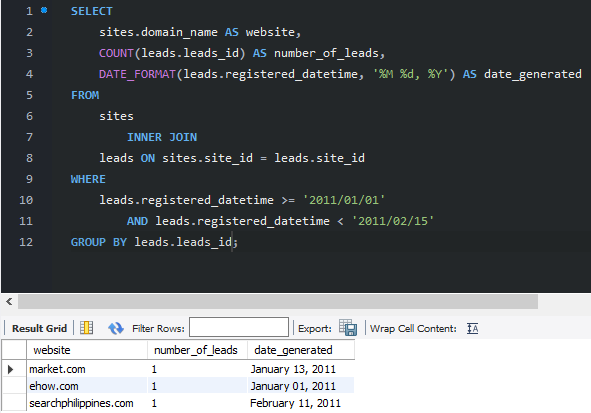 1 SELECT
2 sites.domain_name AS website,
3 COUNT(leads.leads_id) AS number_of_leads,
4 DATE_FORMAT(leads.registered_datetime, '%M %d, %Y') AS date_generated
5 FROM
6 sites
7 INNER JOIN
8 leads ON sites.site_id = leads.site_id
9 WHERE
10 leads.registered_datetime >= '2011/01/01'
11 AND leads.registered_datetime < '2011/02/15'
12 GROUP BY leads.leads_id;
Result Grid Filter Rows: Export: Wrap Cell Content: IA
website number_of_leads date_generated
market.com 1 January 13, 2011
ehow.com 1 January 01, 2011
searchphilippines.com 1 February 11, 2011